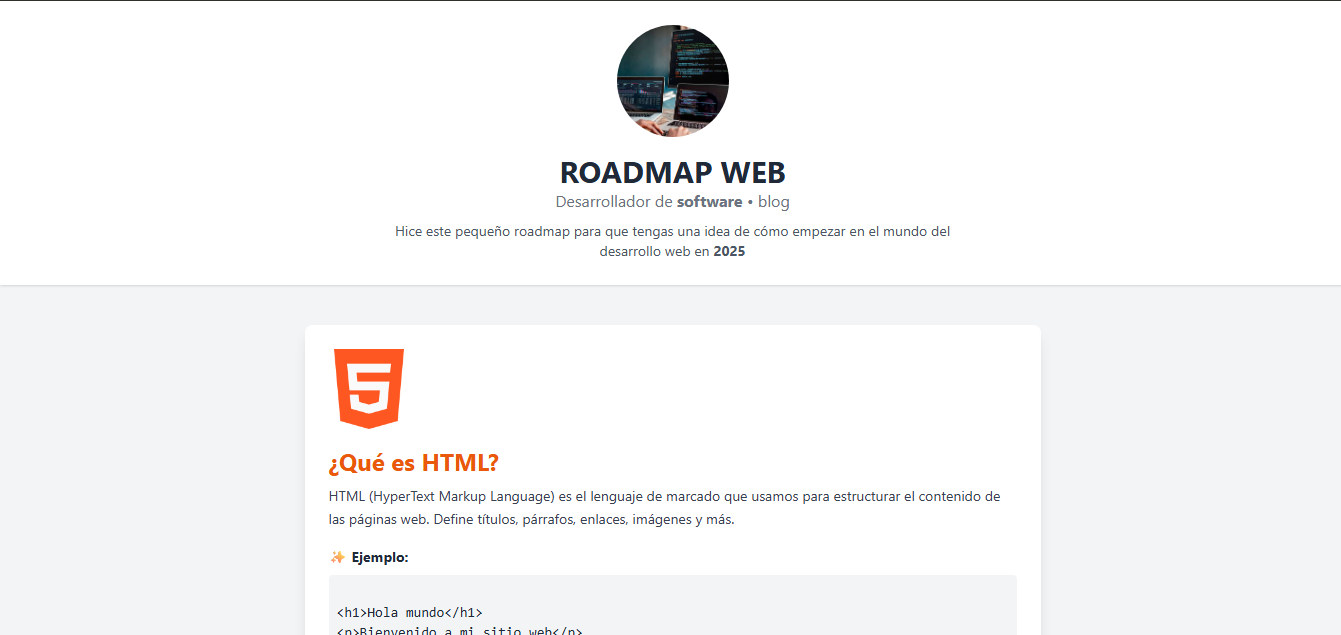 ROADMAP WEB
Desarrollador de software • blog
Hice este pequeño roadmap para que tengas una idea de cómo empezar en el mundo del
desarrollo web en 2025
¿Qué es HTML?
HTML (HyperText Markup Language) es el lenguaje de marcado que usamos para estructurar el contenido de
las páginas web. Define títulos, párrafos, enlaces, imágenes y más.
✨ Ejemplo:
<h1>Hola mundo</h1>
<p>Bienvenido a mi sitio web</p>